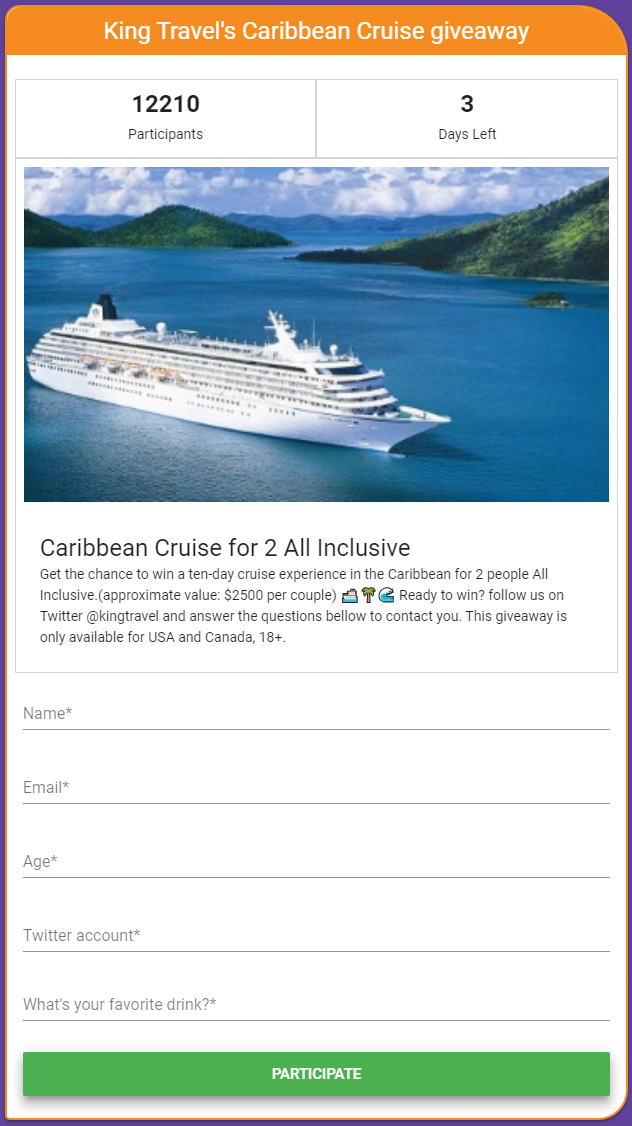 King Travel's Caribbean Cruise giveaway
12210
Participants
3
Days Left
Caribbean Cruise for 2 All Inclusive
Get the chance to win a ten-day cruise experience in the Caribbean for 2 people All
Inclusive.(approximate value: $2500 per couple) 🛳️🌴🌊 Ready to win? follow us on
Twitter @kingtravel and answer the questions bellow to contact you. This giveaway is
only available for USA and Canada, 18+.
Name*
Email*
Age*
Twitter account*
What's your favorite drink?*
PARTICIPATE